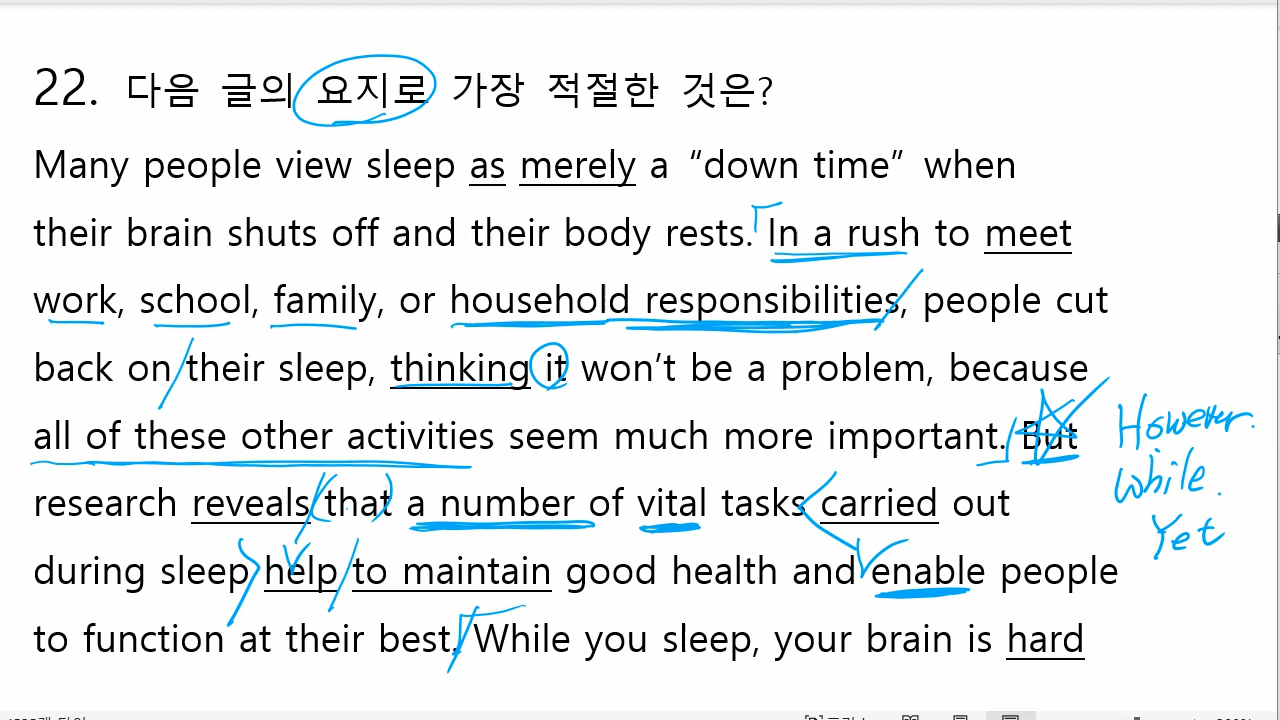 22. 다음 글의 요지로 가장 적절한 것은?
Many people view sleep as merely a “down time” when
their brain shuts off and their body rests. In a rush to meet
work, school, family, or household responsibilities, people cut
back on their sleep, thinking it won’t be a problem, because
all of these other activities seem much more important. But
However.
research reveals that a number of vital tasks carried out
while.
Yet
during sleep help to maintain good health and enable people
to function at their best. While you sleep, your brain is hard